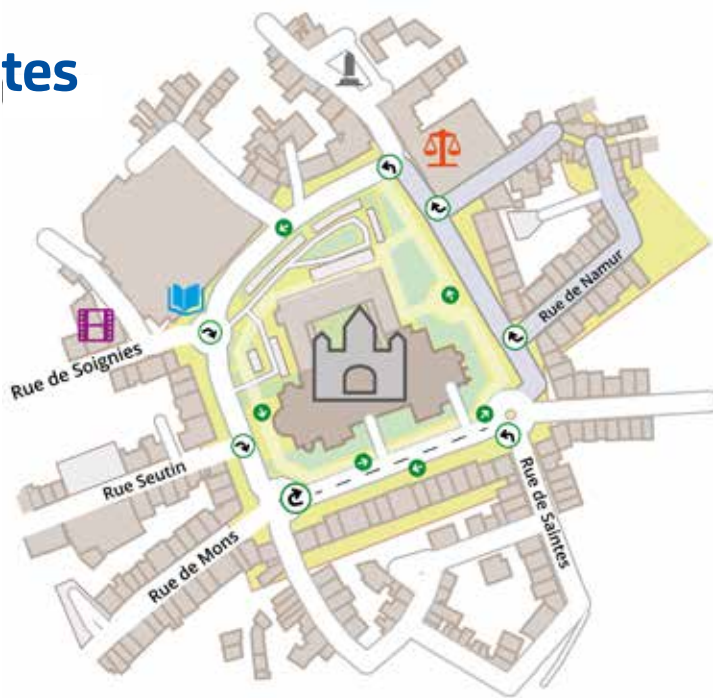 tes
Rue de Namur
Rue de Soignies
Rue Seutin
Rue de Saintes
Rue de Mons